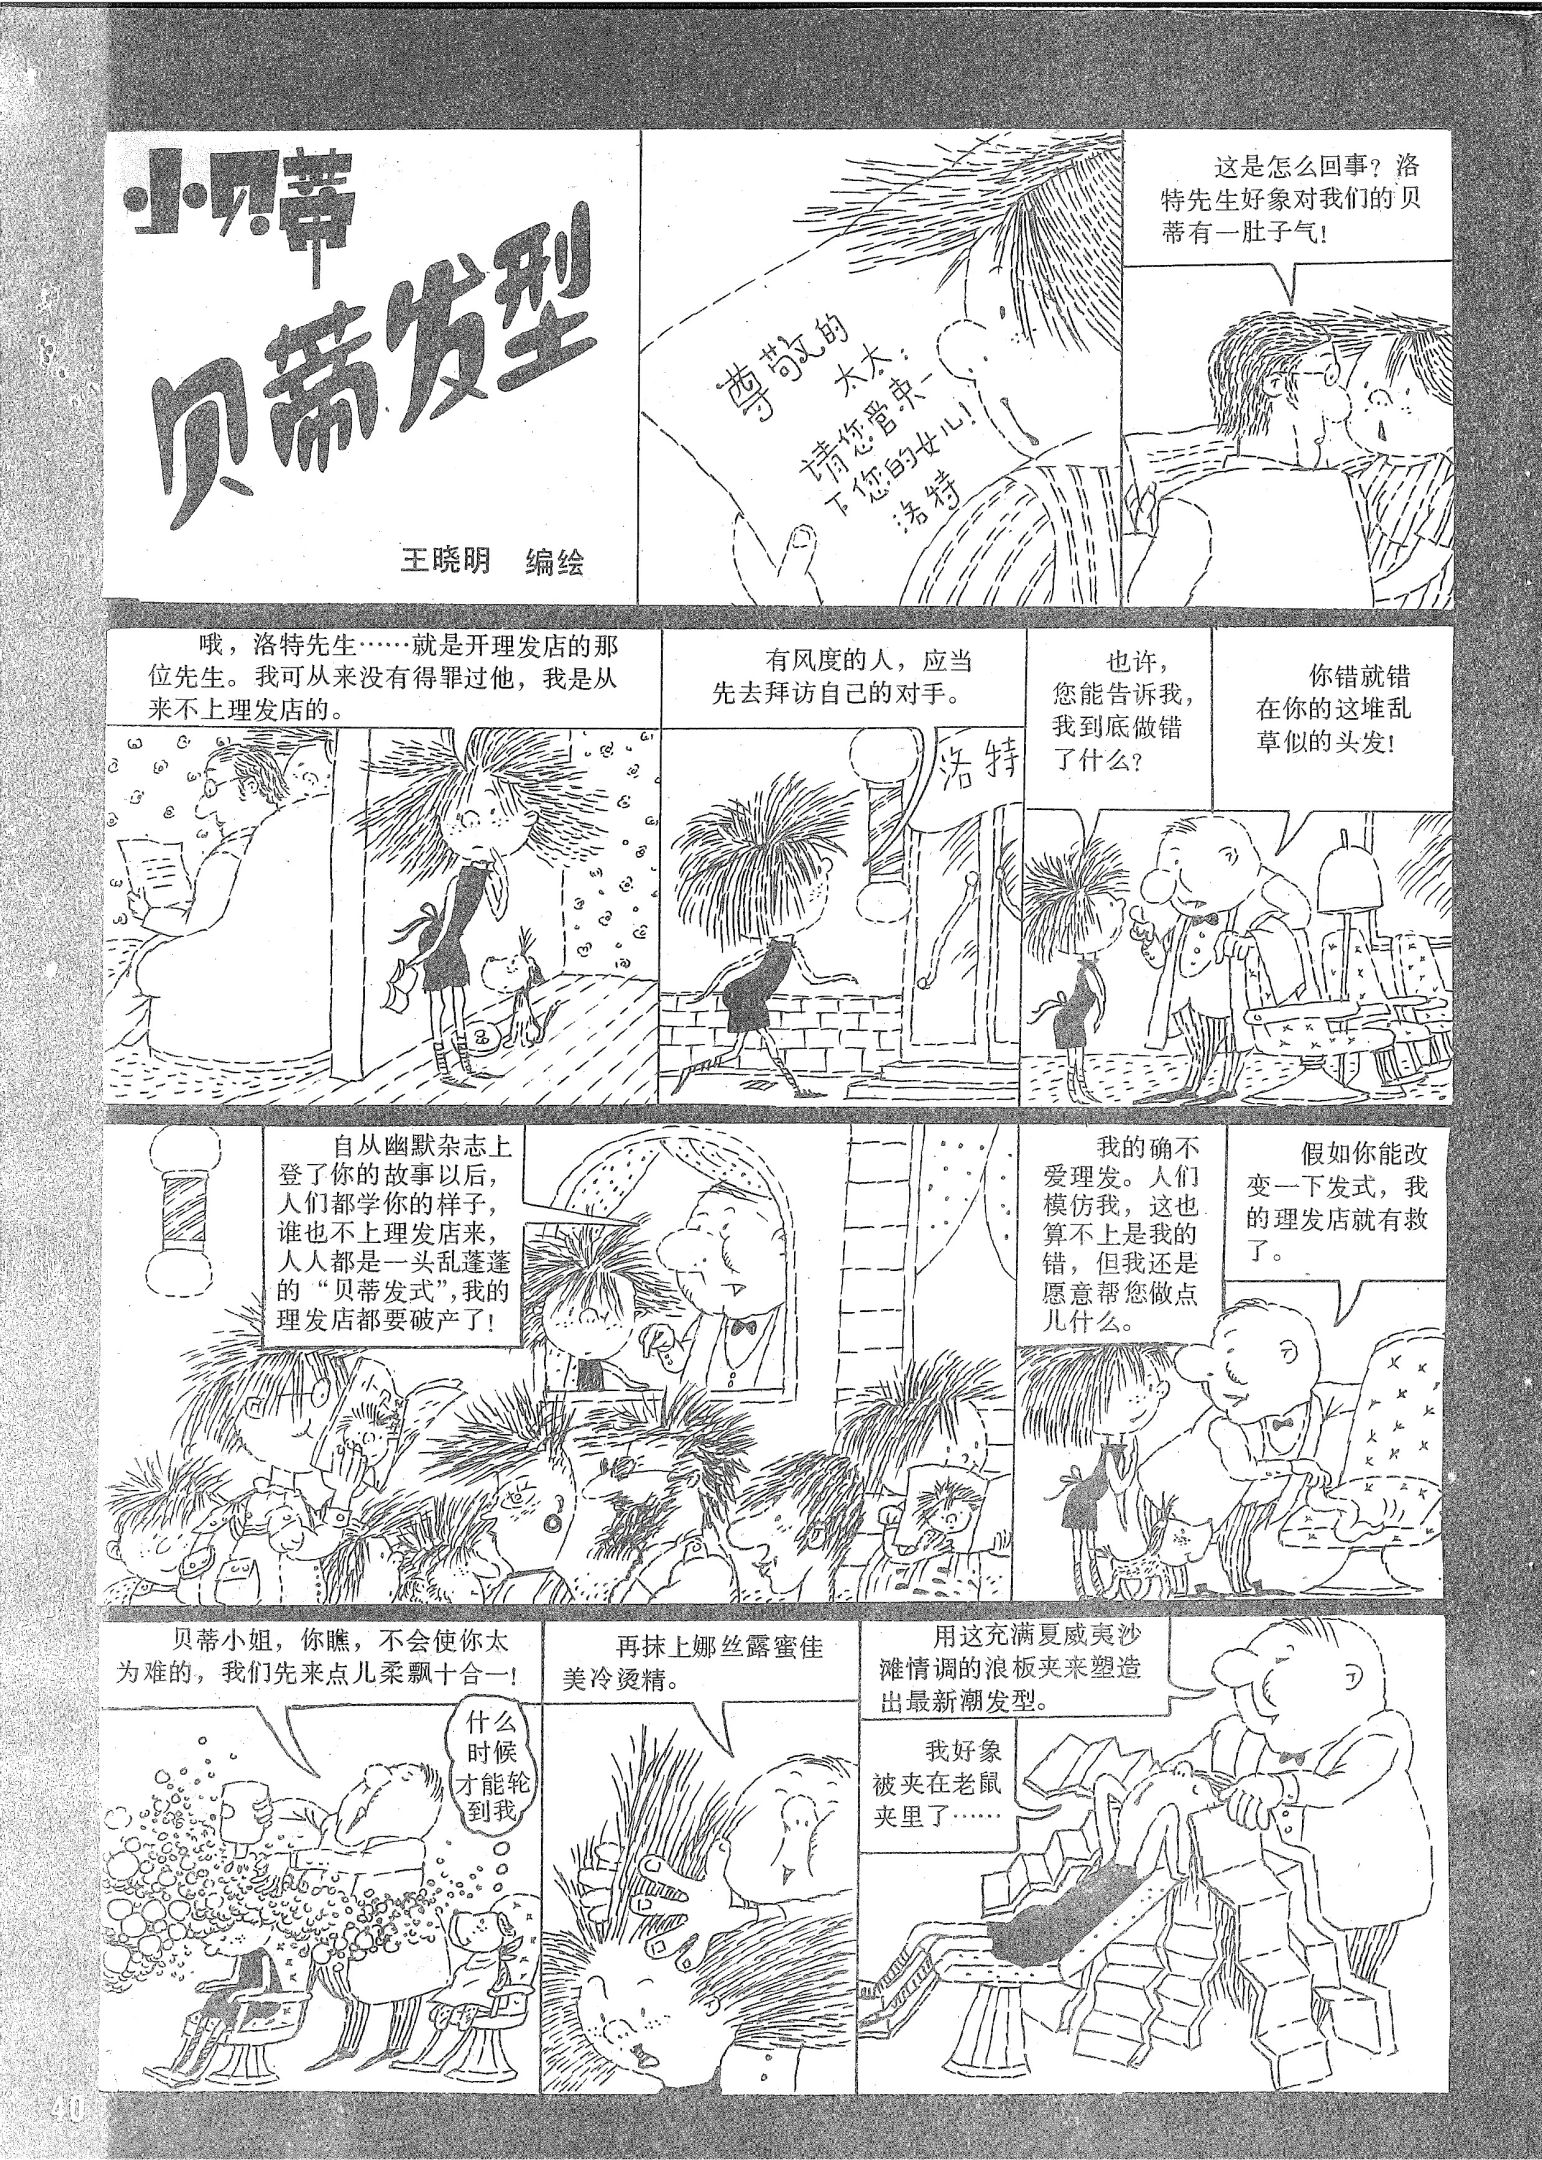 小贝蒂
贝蒂发型
王晓明 编绘
尊敬的
太太:
请您管束一
下您的女儿!
洛特
这是怎么回事?洛
特先生好象对我们的贝
蒂有一肚子气!
哦,洛特先生……就是开理发店的那
位先生。我可从来没有得罪过他,我是从
来不上理发店的。
有风度的人,应当
先去拜访自己的对手。
洛特
也许,
您能告诉我,
我到底做错
了什么?
你错就错
在你的这堆乱
草似的头发!
自从幽默杂志上
登了你的故事以后,
人们都学你的样子,
谁也不上理发店来,
人人都是一头乱蓬蓬
的“贝蒂发式”,我的
理发店都要破产了!
我的确不
爱理发。人们
模仿我,这也
算不上是我的
错,但我还是
愿意帮您做点
儿什么。
假如你能改
变一下发式,我
的理发店就有救
了。
贝蒂小姐,你瞧,不会使你太
为难的,我们先来点儿柔飘十合一!
什么
时候
才能轮
到我
再抹上娜丝露蜜佳
美冷烫精。
用这充满夏威夷沙
滩情调的浪板夹来塑造
出最新潮发型。
我好象
被夹在老鼠
夹里了……
40